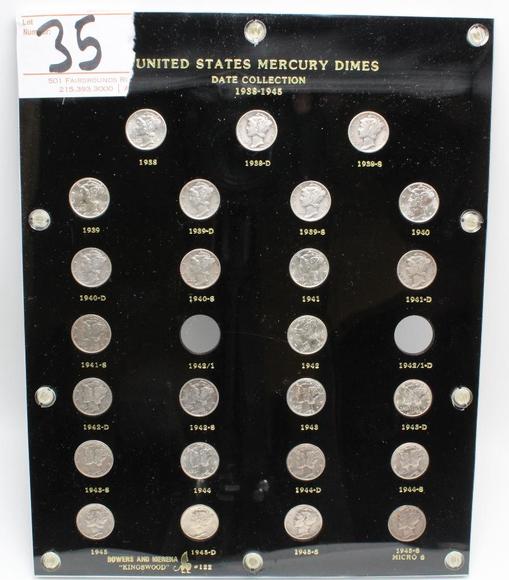 Lot
Number:
35
501 FAIRGROUNDS
215.393.3000
UNITED STATES MERCURY DIMES
DATE COLLECTION
1938-1945
1938 1938-D 1938-S
1939 1939-D 1939-S 1940
1940-D 1940-S 1941 1941-D
1941-S 1942/1 1942 1942/1-D
1942-D 1942-S 1943 1943-D
1943-S 1944 1944-D 1944-S
1945 1945-D 1945-S 1945-S
MICRO S
BOWERS AND MERENA
"KINGSWOOD" #122